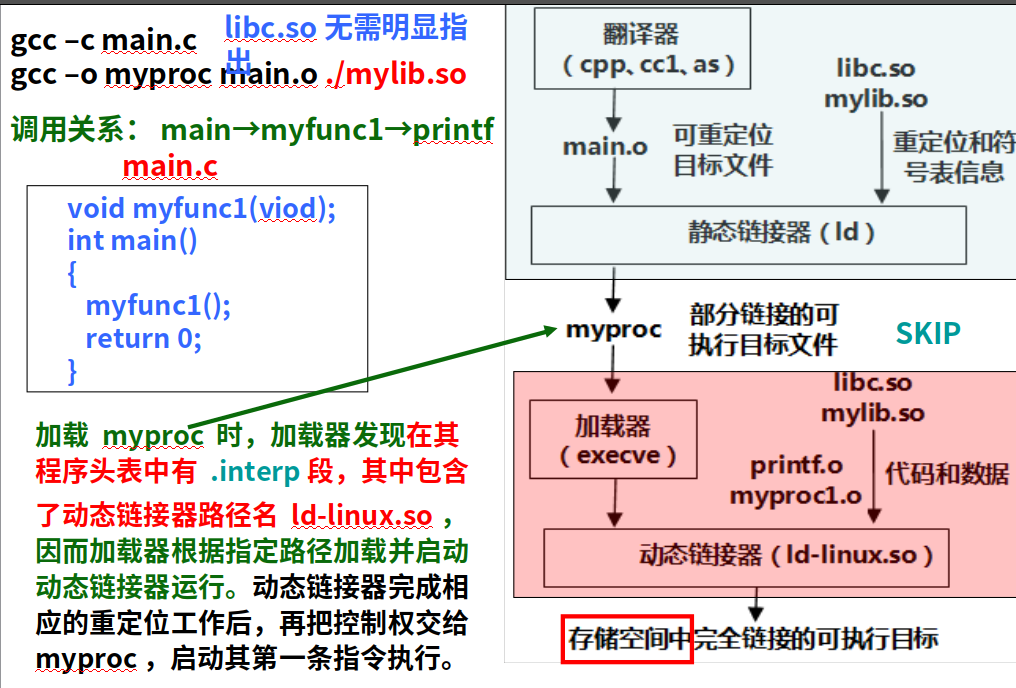 gcc –c main.c
libc.so 无需明显指
出
gcc –o myproc main.o ./mylib.so
调用关系： main→myfunc1→printf
main.c
void myfunc1(viod);
int main()
{
myfunc1();
return 0;
}
加载 myproc 时，加载器发现在其
程序头表中有 .interp 段，其中包含
了动态链接器路径名 ld-linux.so ，
因而加载器根据指定路径加载并启动
动态链接器运行。动态链接器完成相
应的重定位工作后，再把控制权交给
myproc ，启动其第一条指令执行。
翻译器
（cpp、cc1、as）
main.o
可重定位
目标文件
libc.so
mylib.so
重定位和符
号表信息
静态链接器（ld）
myproc
部分链接的可
执行目标文件
SKIP
加载器
（execve）
libc.so
mylib.so
printf.o
myproc1.o
代码和数据
动态链接器（ld-linux.so）
存储空间中完全链接的可执行目标